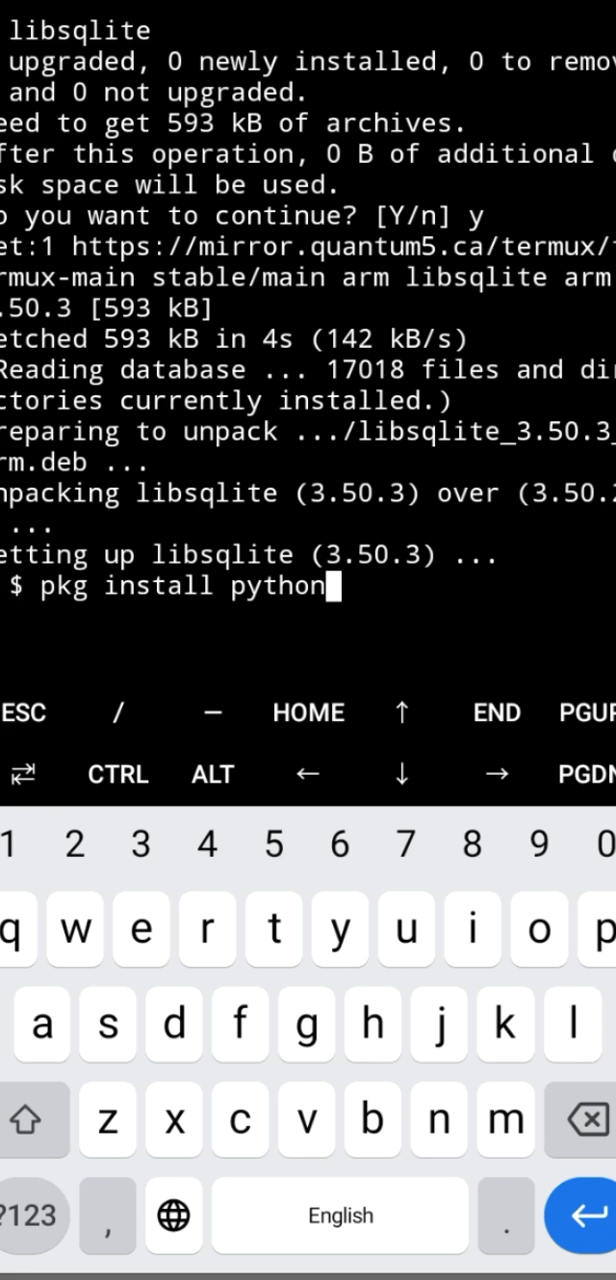 libsqlite
upgraded, 0 newly installed, 0 to remov
and 0 not upgraded.
eed to get 593 kB of archives.
fter this operation, 0 B of additional d
sk space will be used.
o you want to continue? [Y/n] y
et:1 https://mirror.quantum5.ca/termux/t
rmux-main stable/main arm libsqlite arm
.50.3 [593 kB]
etched 593 kB in 4s (142 kB/s)
Reading database ... 17018 files and dir
ctories currently installed.)
reparing to unpack .../libsqlite_3.50.3_
rm.deb ...
npacking libsqlite (3.50.3) over (3.50.2
...
etting up libsqlite (3.50.3) ...
$ pkg install python
ESC / – HOME ↑ END PGUP
⇄ CTRL ALT ← ↓ → PGDN
1 2 3 4 5 6 7 8 9 0
q w e r t y u i o p
a s d f g h j k l
z x c v b n m
?123 , English .